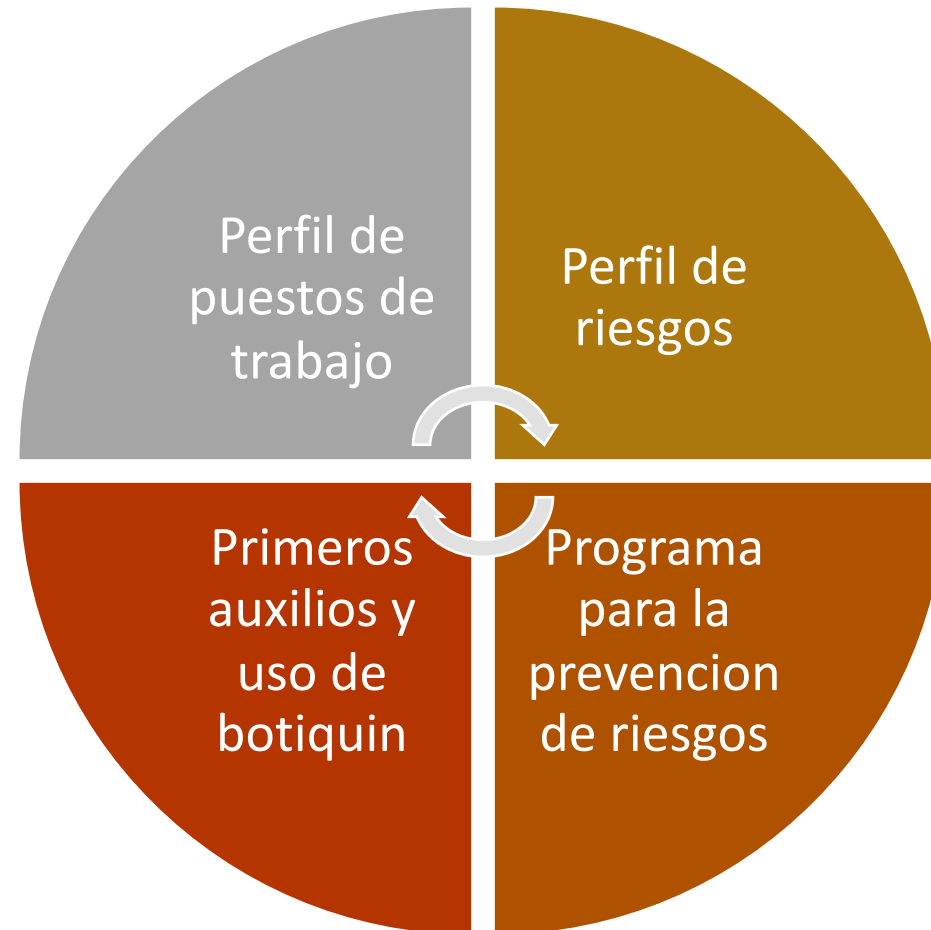 Perfil de
puestos de
trabajo
Perfil de
riesgos
Primeros
auxilios y
uso de
botiquin
Programa
para la
prevencion
de riesgos